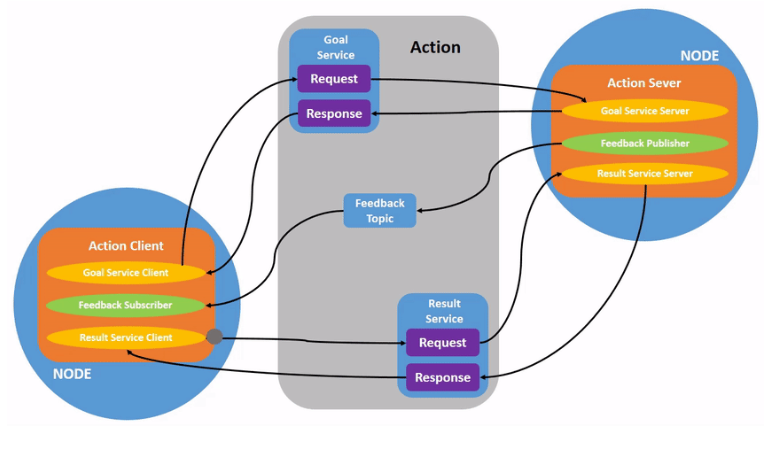 Goal
Service
Action
Request
Response
NODE
Action Sever
Goal Service Server
Feedback Publisher
Result Service Server
Feedback
Topic
Action Client
Goal Service Client
Feedback Subscriber
Result Service Client
NODE
Result
Service
Request
Response